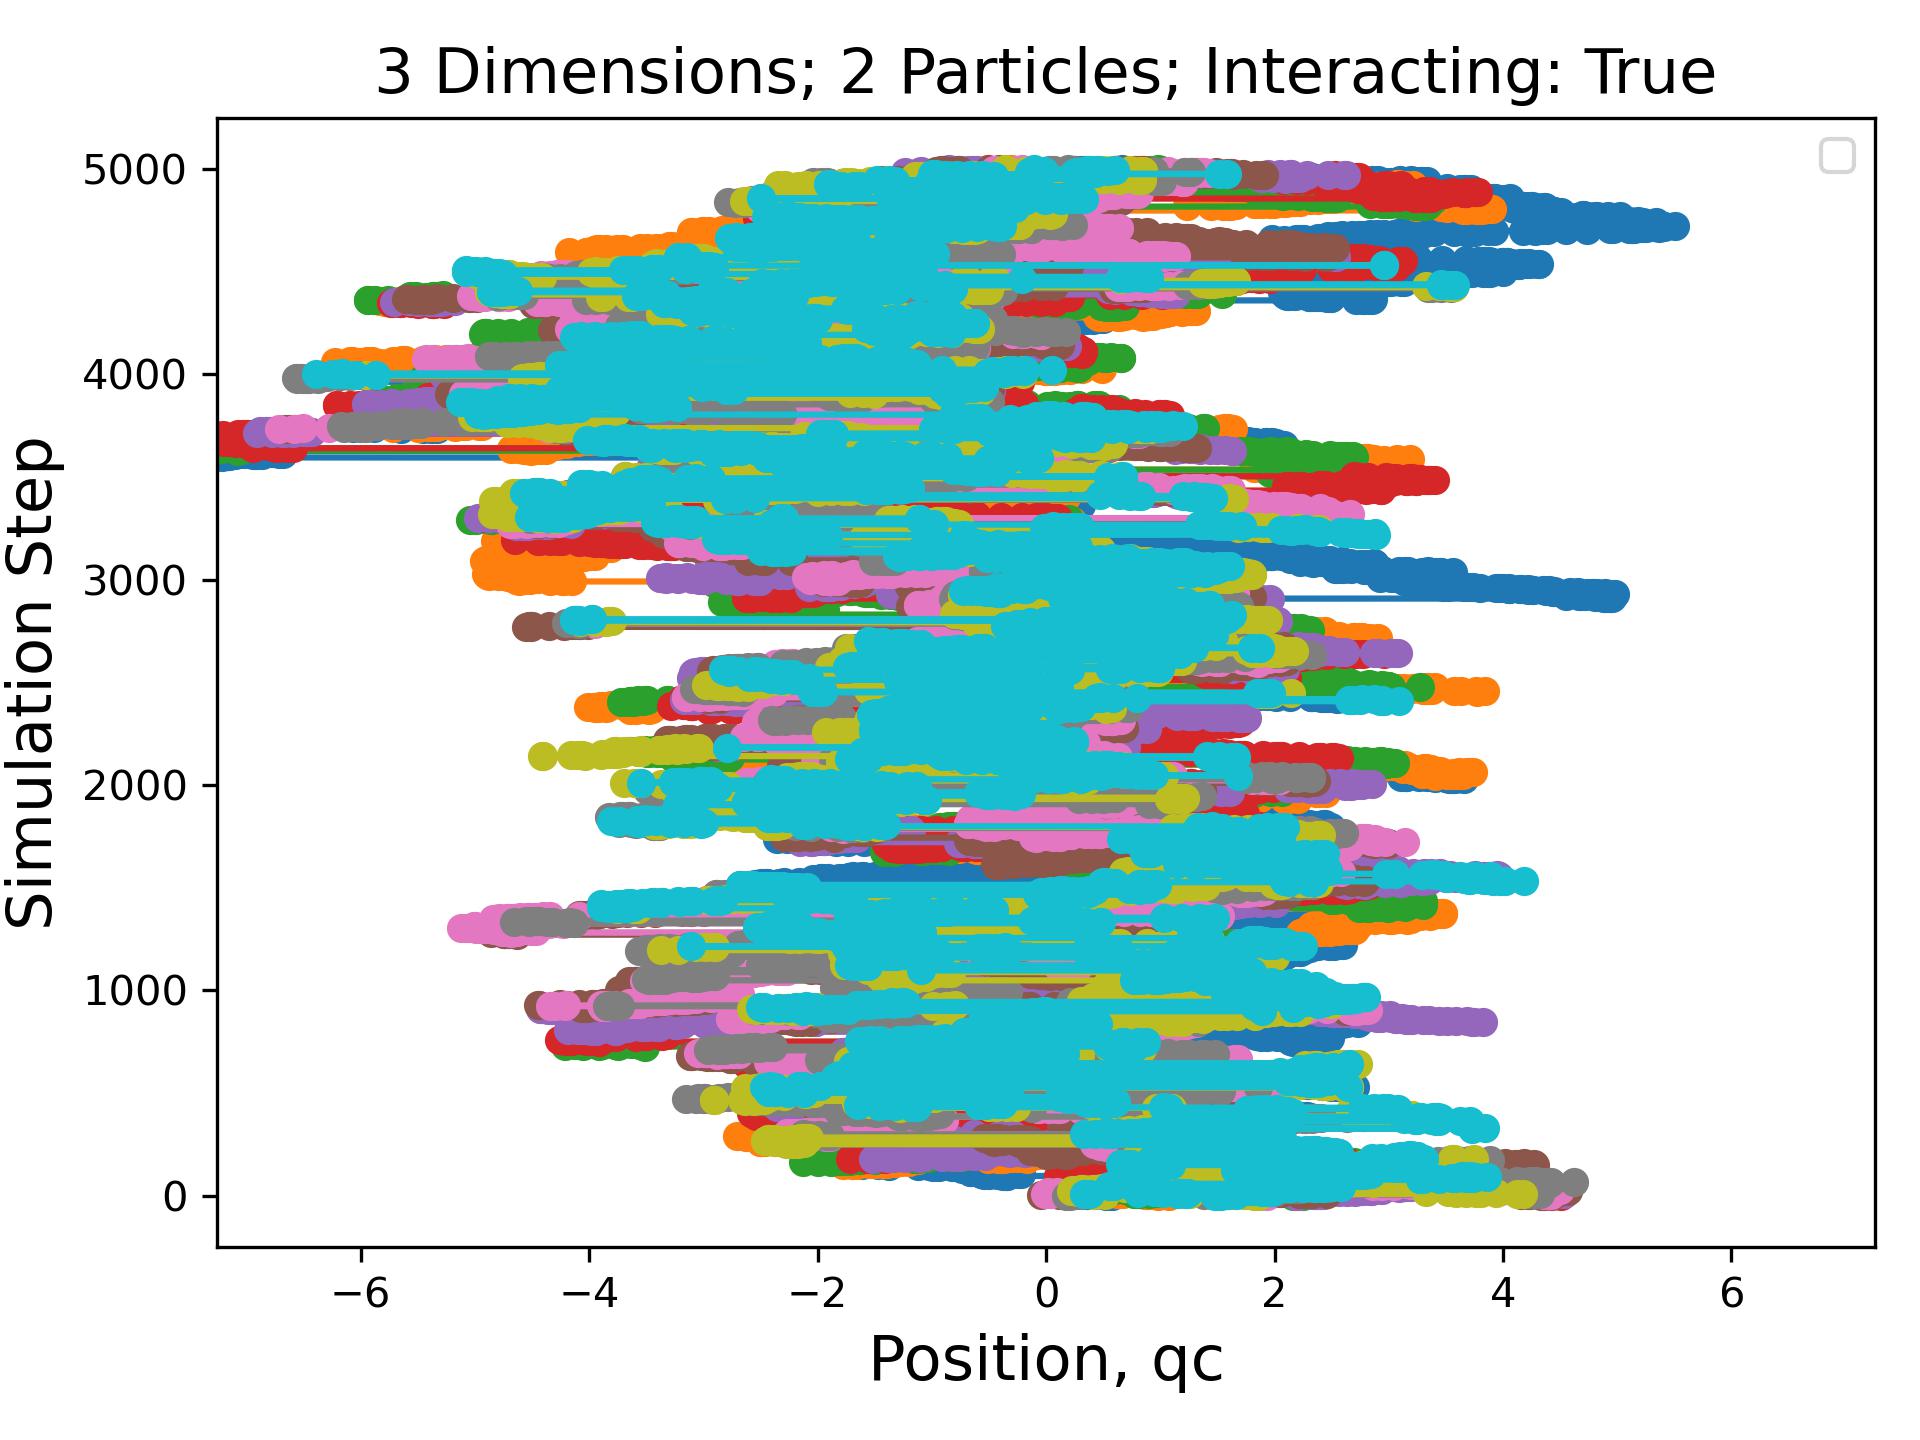 3 Dimensions; 2 Particles; Interacting: True
5000
4000
3000
2000
1000
0
Simulation Step
−6 −4 −2 0 2 4 6
Position, qc